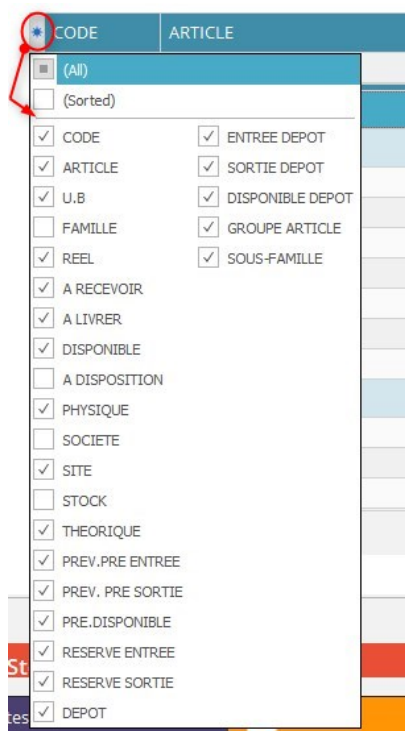 CODE ARTICLE
(All)
(Sorted)
CODE
ARTICLE
U.B
FAMILLE
REEL
A RECEVOIR
A LIVRER
DISPONIBLE
A DISPOSITION
PHYSIQUE
SOCIETE
SITE
STOCK
THEORIQUE
PREV.PRE ENTREE
PREV. PRE SORTIE
PRE.DISPONIBLE
RESERVE ENTREE
RESERVE SORTIE
DEPOT
ENTREE DEPOT
SORTIE DEPOT
DISPONIBLE DEPOT
GROUPE ARTICLE
SOUS-FAMILLE
St
tes